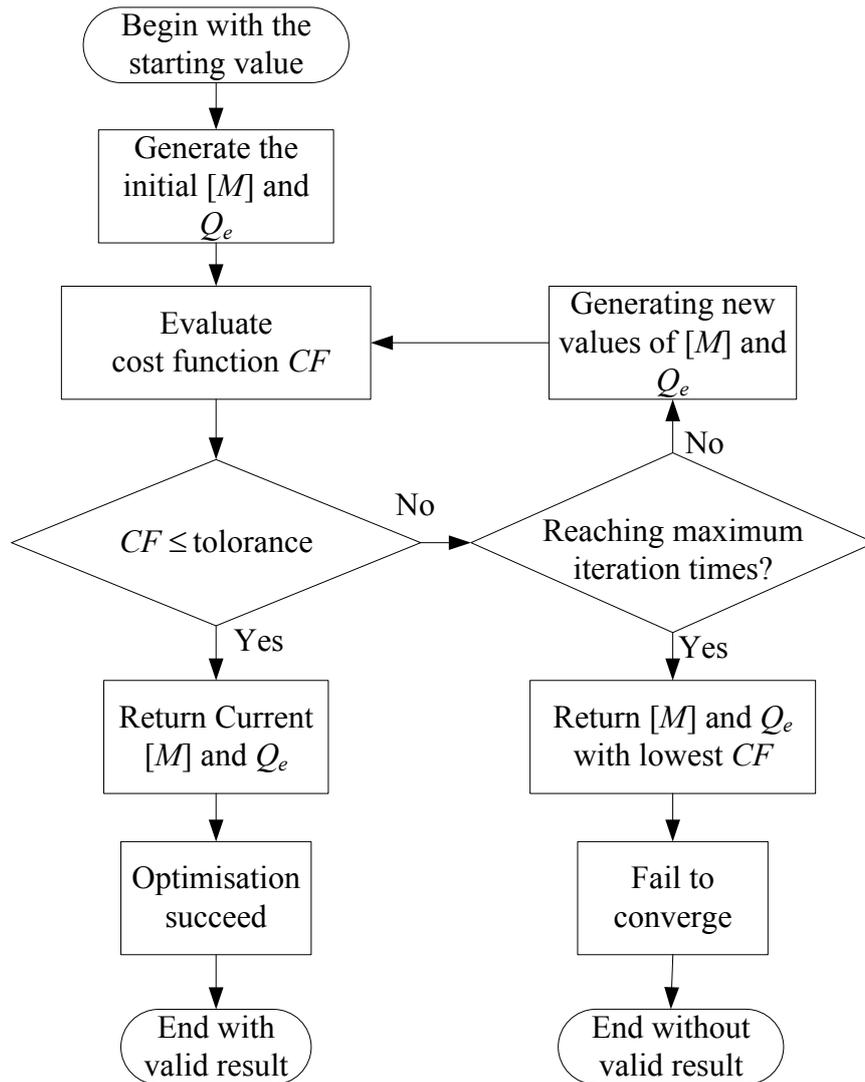 Begin with the
starting value
Generate the
initial [M] and
Qe
Evaluate
cost function CF
Generating new
values of [M] and
Qe
No
No
CF ≤ tolorance
Reaching maximum
iteration times?
Yes
Yes
Return Current
[M] and Qe
Return [M] and Qe
with lowest CF
Optimisation
succeed
Fail to
converge
End with
valid result
End without
valid result